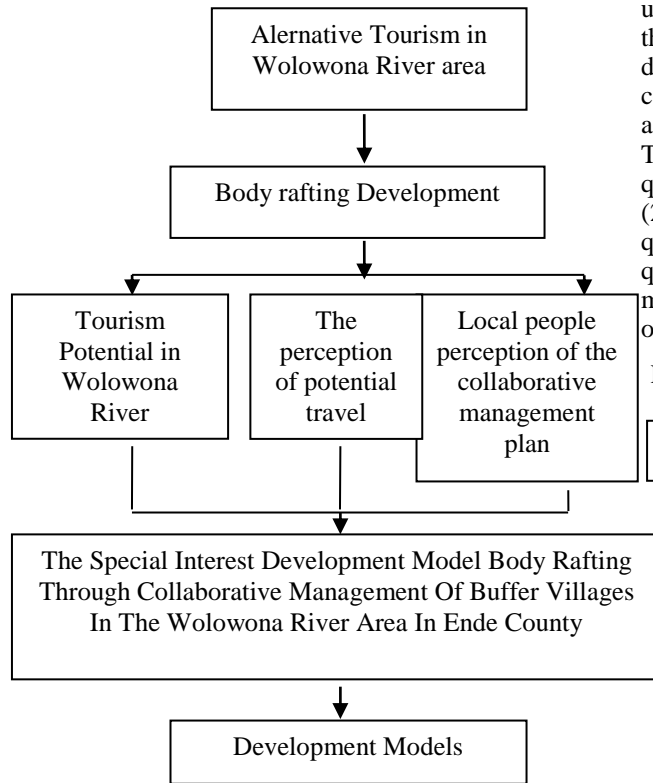 Alernative Tourism in
Wolowona River area
Body rafting Development
Tourism
Potential in
Wolowona
River
The
perception
of potential
travel
Local people
perception of the
collaborative
management
plan
The Special Interest Development Model Body Rafting
Through Collaborative Management Of Buffer Villages
In The Wolowona River Area In Ende County
Development Models